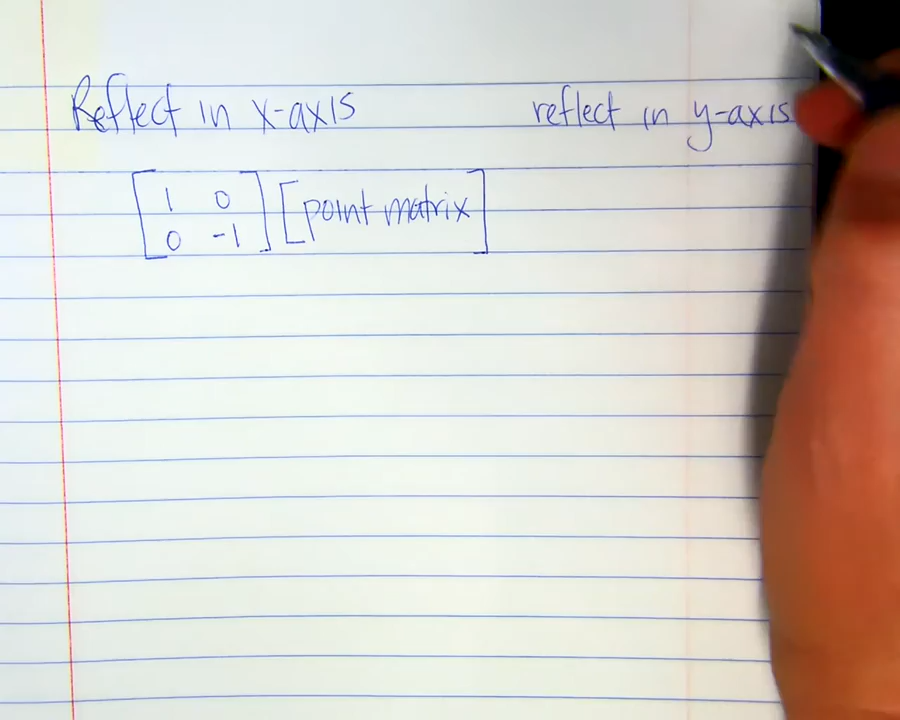 Reflect in x-axis
reflect in y-axis
[1 0
0 -1] [point matrix]